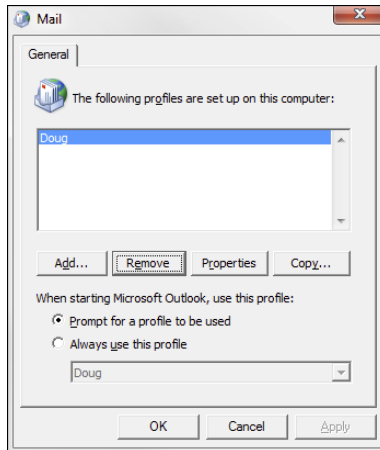 Mail
General
The following profiles are set up on this computer:
Doug
Add... Remove Properties Copy...
When starting Microsoft Outlook, use this profile:
Prompt for a profile to be used
Always use this profile
Doug
OK Cancel Apply